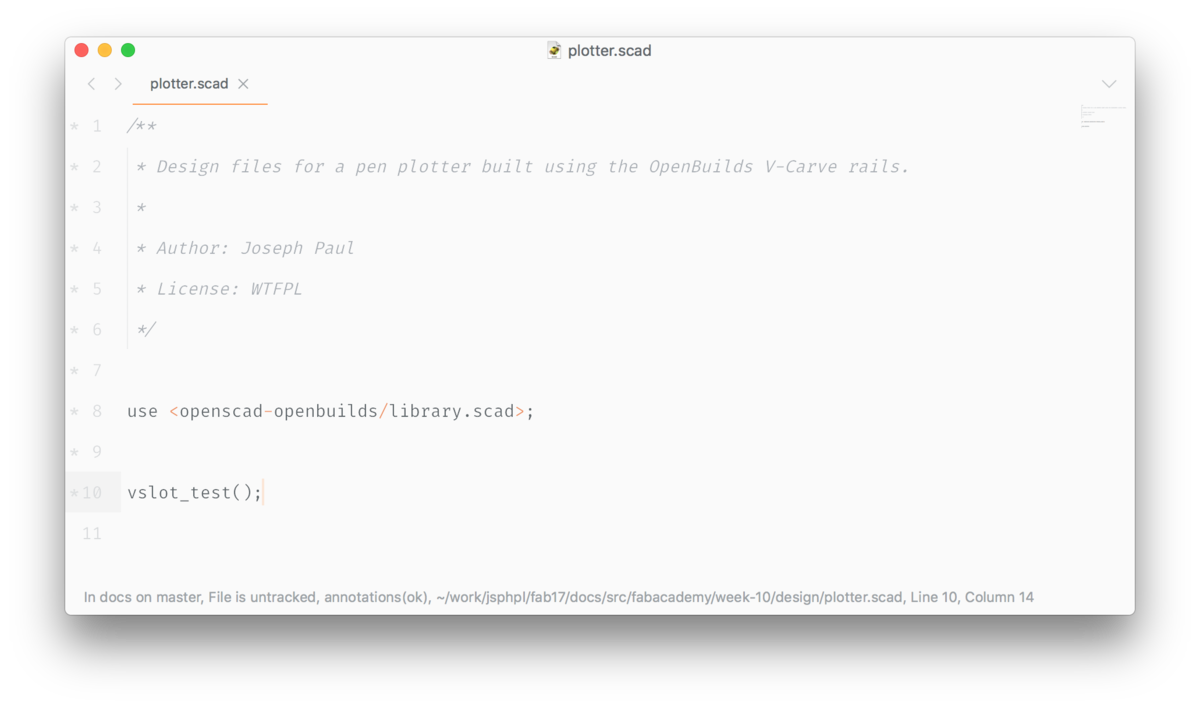 plotter.scad
plotter.scad ×
* 1 /**
* 2 * Design files for a pen plotter built using the OpenBuilds V-Carve rails.
* 3 *
* 4 * Author: Joseph Paul
* 5 * License: WTFPL
* 6 */
* 7
* 8 use <openscad-openbuilds/library.scad>;
* 9
*10 vslot_test();
11
In docs on master, File is untracked, annotations(ok), ~/work/jsphpl/fab17/docs/src/fabacademy/week-10/design/plotter.scad, Line 10, Column 14